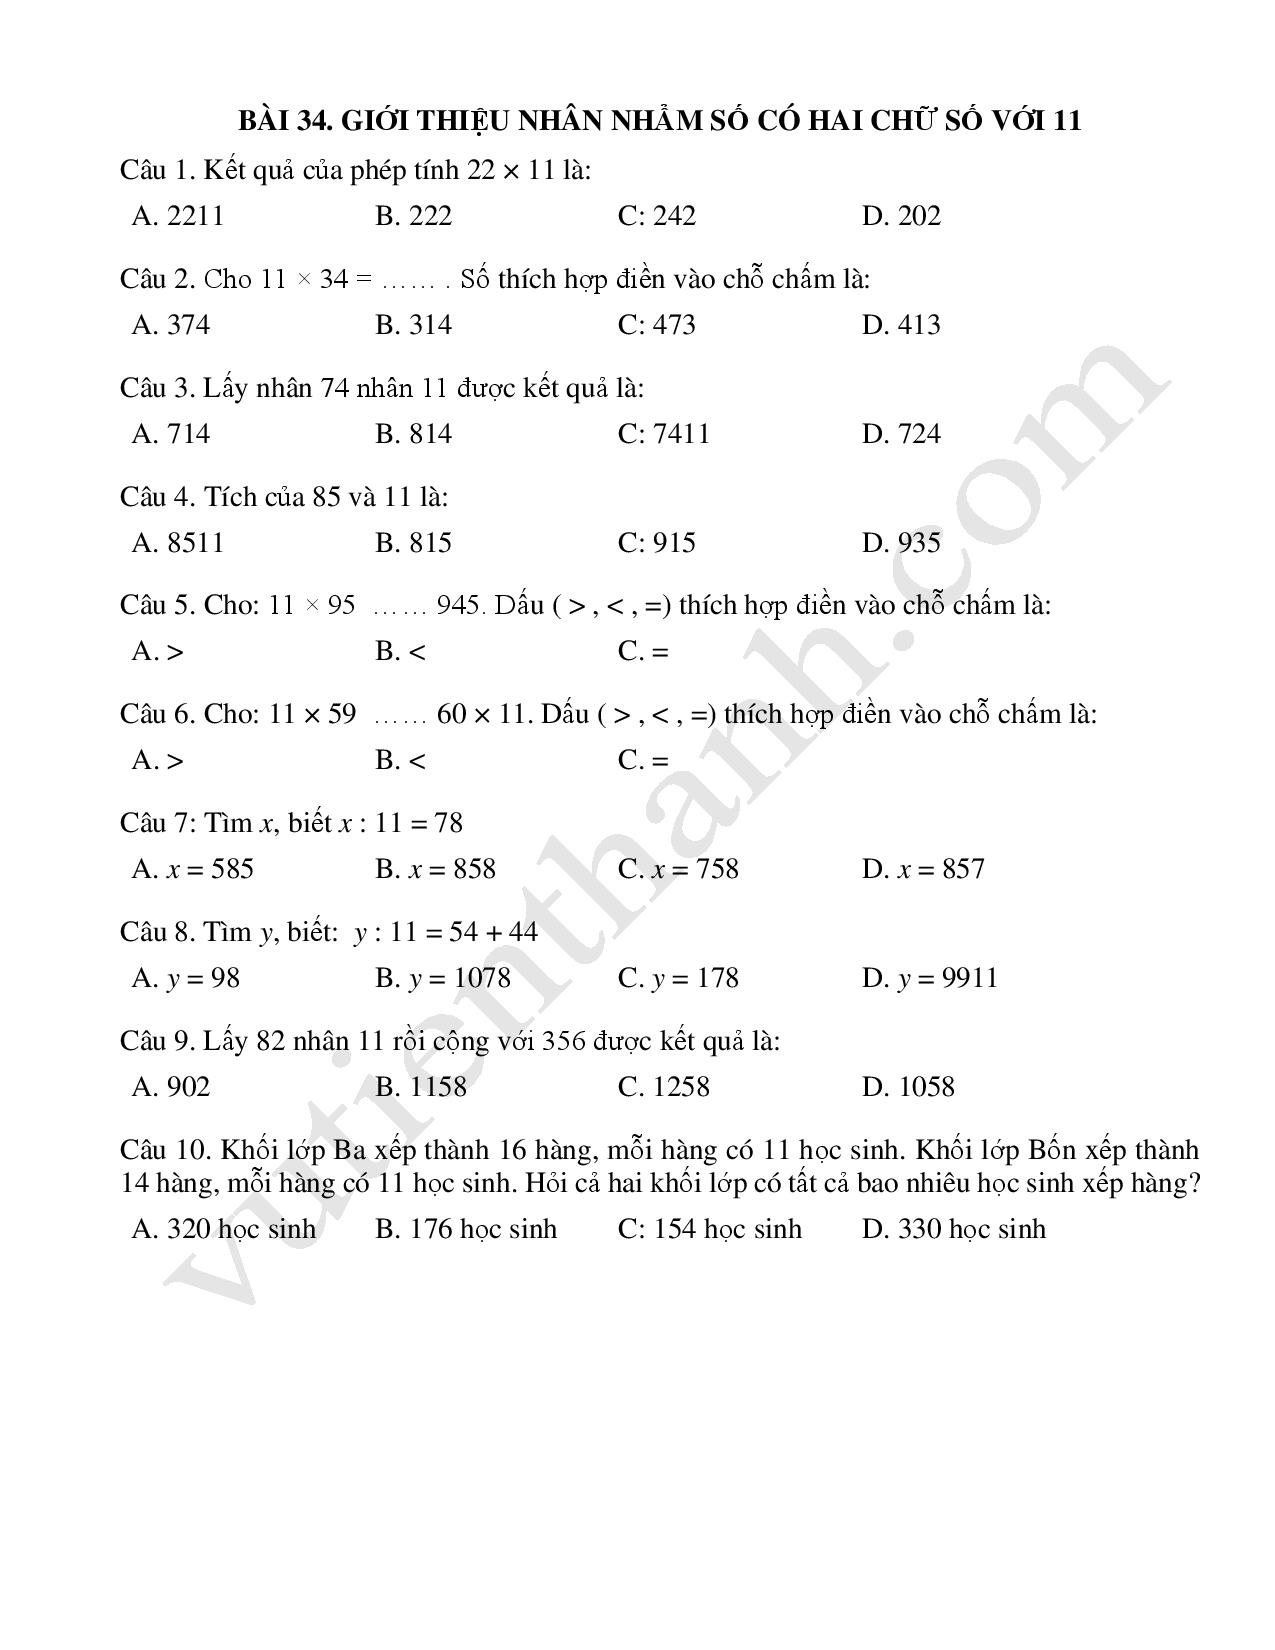 BÀI 34. GIỚI THIỆU NHÂN NHẨM SỐ CÓ HAI CHỮ SỐ VỚI 11
Câu 1. Kết quả của phép tính 22 × 11 là:
A. 2211 B. 222 C: 242 D. 202
Câu 2. Cho 11 × 34 = …… . Số thích hợp điền vào chỗ chấm là:
A. 374 B. 314 C: 473 D. 413
Câu 3. Lấy nhân 74 nhân 11 được kết quả là:
A. 714 B. 814 C: 7411 D. 724
Câu 4. Tích của 85 và 11 là:
A. 8511 B. 815 C: 915 D. 935
Câu 5. Cho: 11 × 95 …… 945. Dấu ( > , < , =) thích hợp điền vào chỗ chấm là:
A. > B. < C. =
Câu 6. Cho: 11 × 59 …… 60 × 11. Dấu ( > , < , =) thích hợp điền vào chỗ chấm là:
A. > B. < C. =
Câu 7: Tìm x, biết x : 11 = 78
A. x = 585 B. x = 858 C. x = 758 D. x = 857
Câu 8. Tìm y, biết: y : 11 = 54 + 44
A. y = 98 B. y = 1078 C. y = 178 D. y = 9911
Câu 9. Lấy 82 nhân 11 rồi cộng với 356 được kết quả là:
A. 902 B. 1158 C. 1258 D. 1058
Câu 10. Khối lớp Ba xếp thành 16 hàng, mỗi hàng có 11 học sinh. Khối lớp Bốn xếp thành
14 hàng, mỗi hàng có 11 học sinh. Hỏi cả hai khối lớp có tất cả bao nhiêu học sinh xếp hàng?
A. 320 học sinh B. 176 học sinh C: 154 học sinh D. 330 học sinh
vutienthanh.com